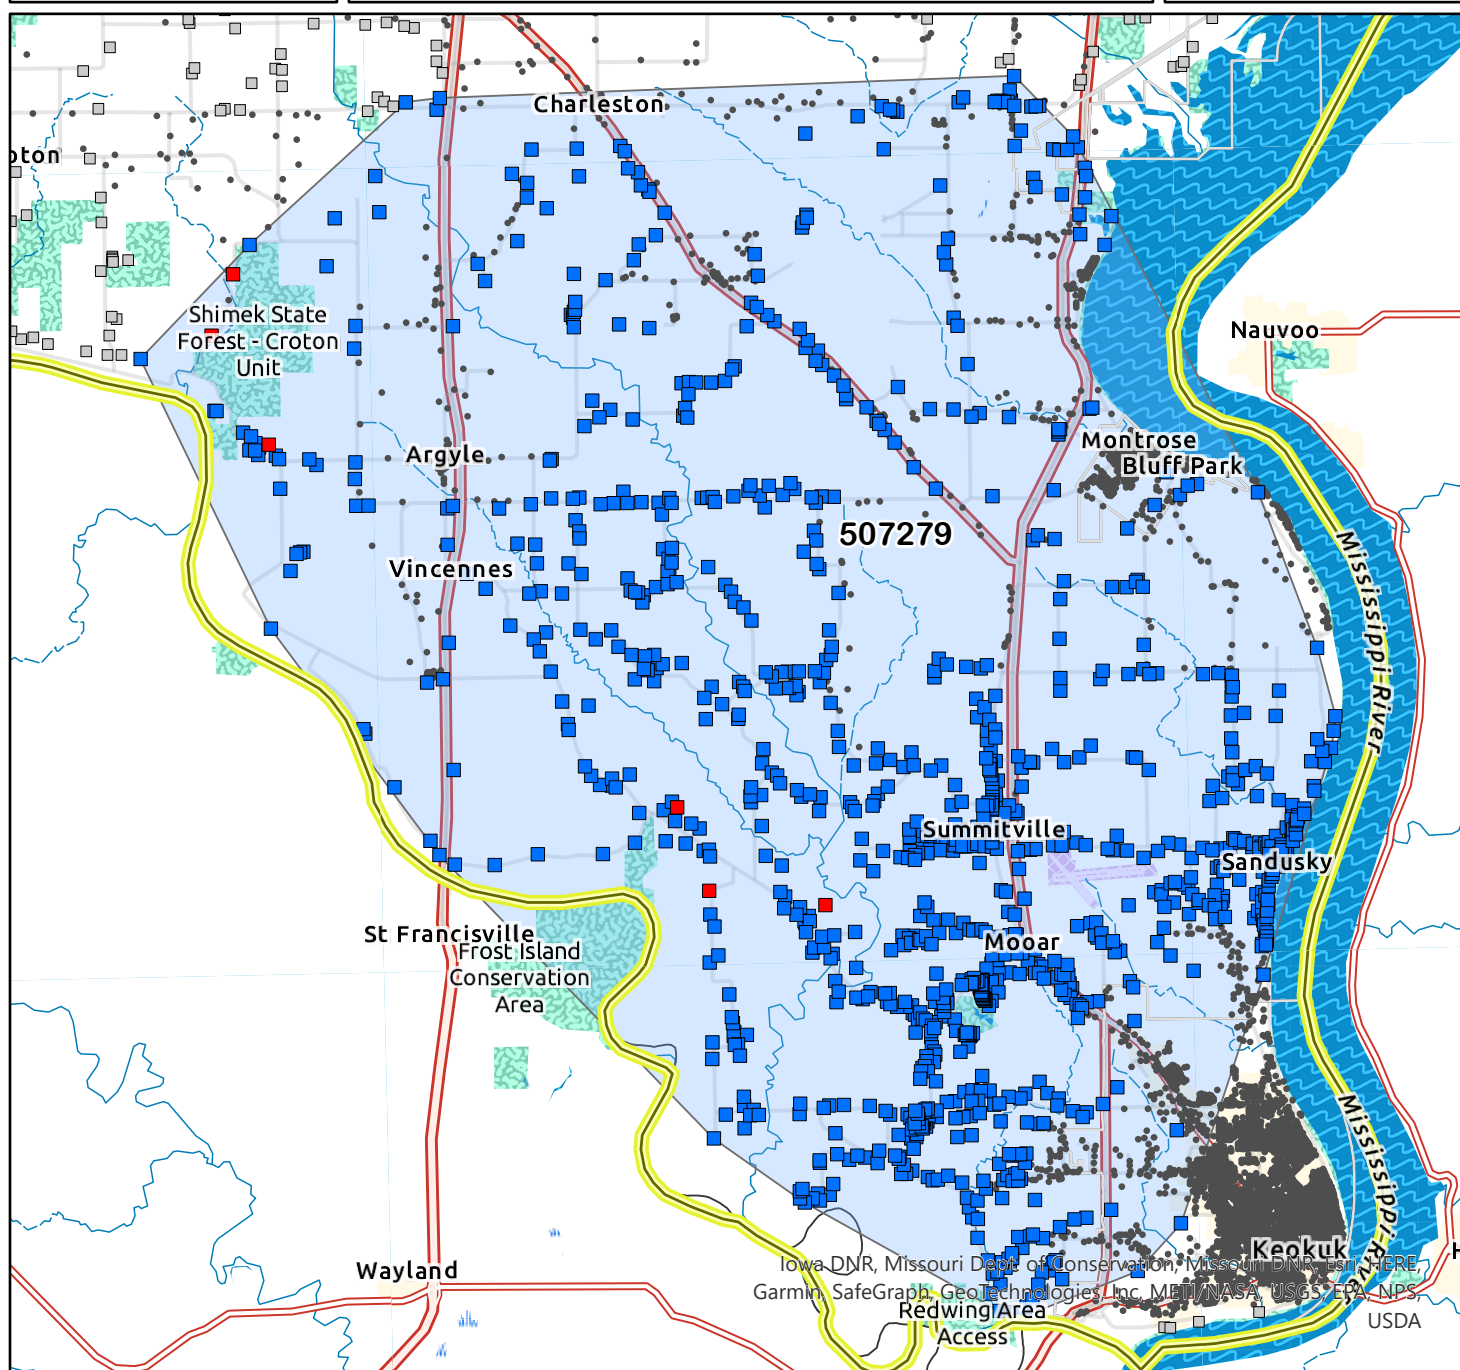 Charleston
oton
Shimek State
Forest - Croton
Unit
Nauvoo
Montrose
Bluff Park
Argyle
507279
Vincennes
Mississippi River
Summitville
Sandusky
St Francisville
Frost Island
Conservation
Area
Mooar
Mississippi River
Keokuk
H
Wayland
Iowa DNR, Missouri Dept. of Conservation, Missouri DNR, Esri, HERE,
Garmin, SafeGraph, GeoTechnologies, Inc, METI/NASA, USGS, EPA, NPS,
USDA
Redwing Area
Access